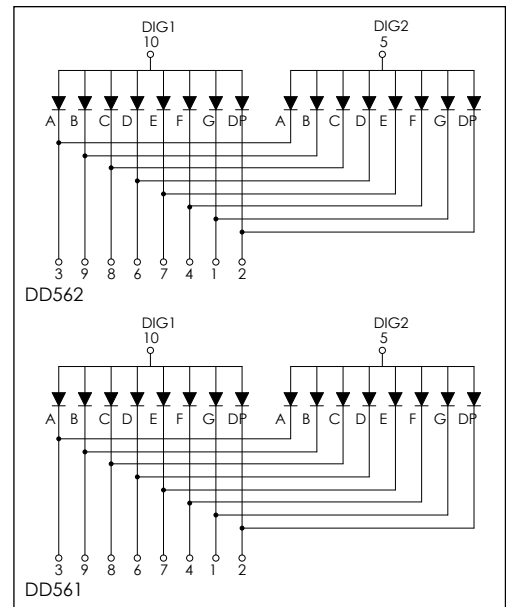 DIG1 DIG2
10 5
A B C D E F G DP A B C D E F G DP
3 9 8 6 7 4 1 2
DD562
DIG1 DIG2
10 5
A B C D E F G DP A B C D E F G DP
3 9 8 6 7 4 1 2
DD561